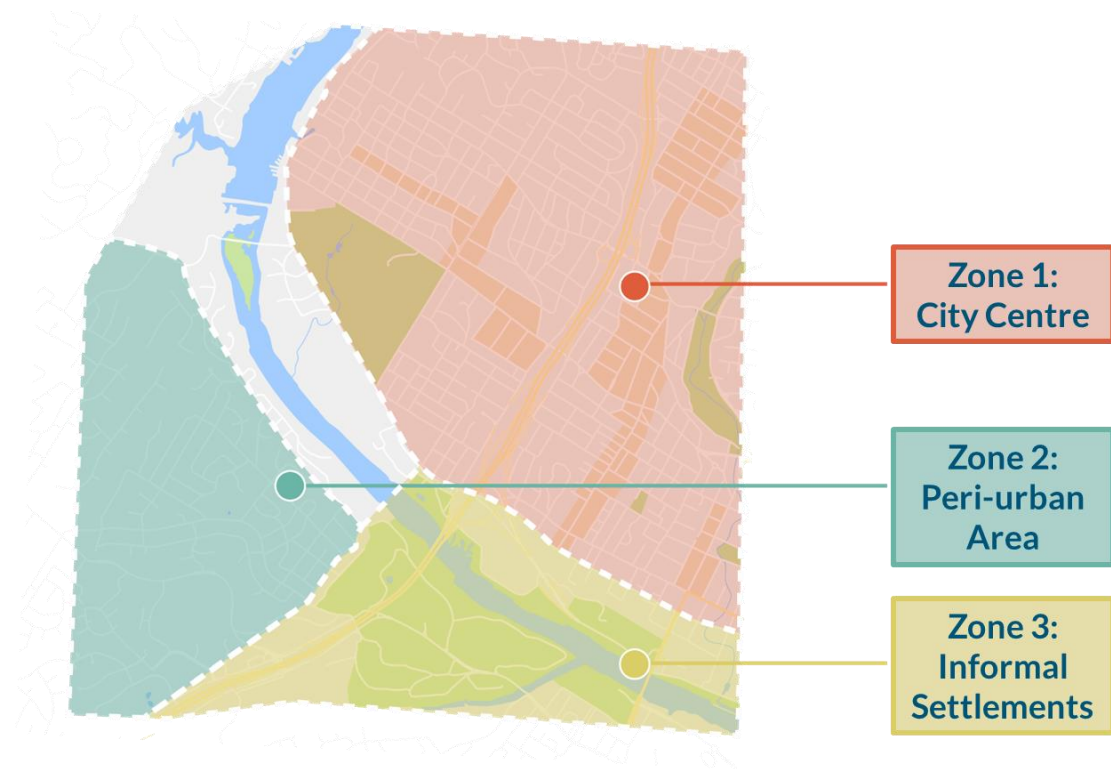 Zone 1:
City Centre
Zone 2:
Peri-urban
Area
Zone 3:
Informal
Settlements